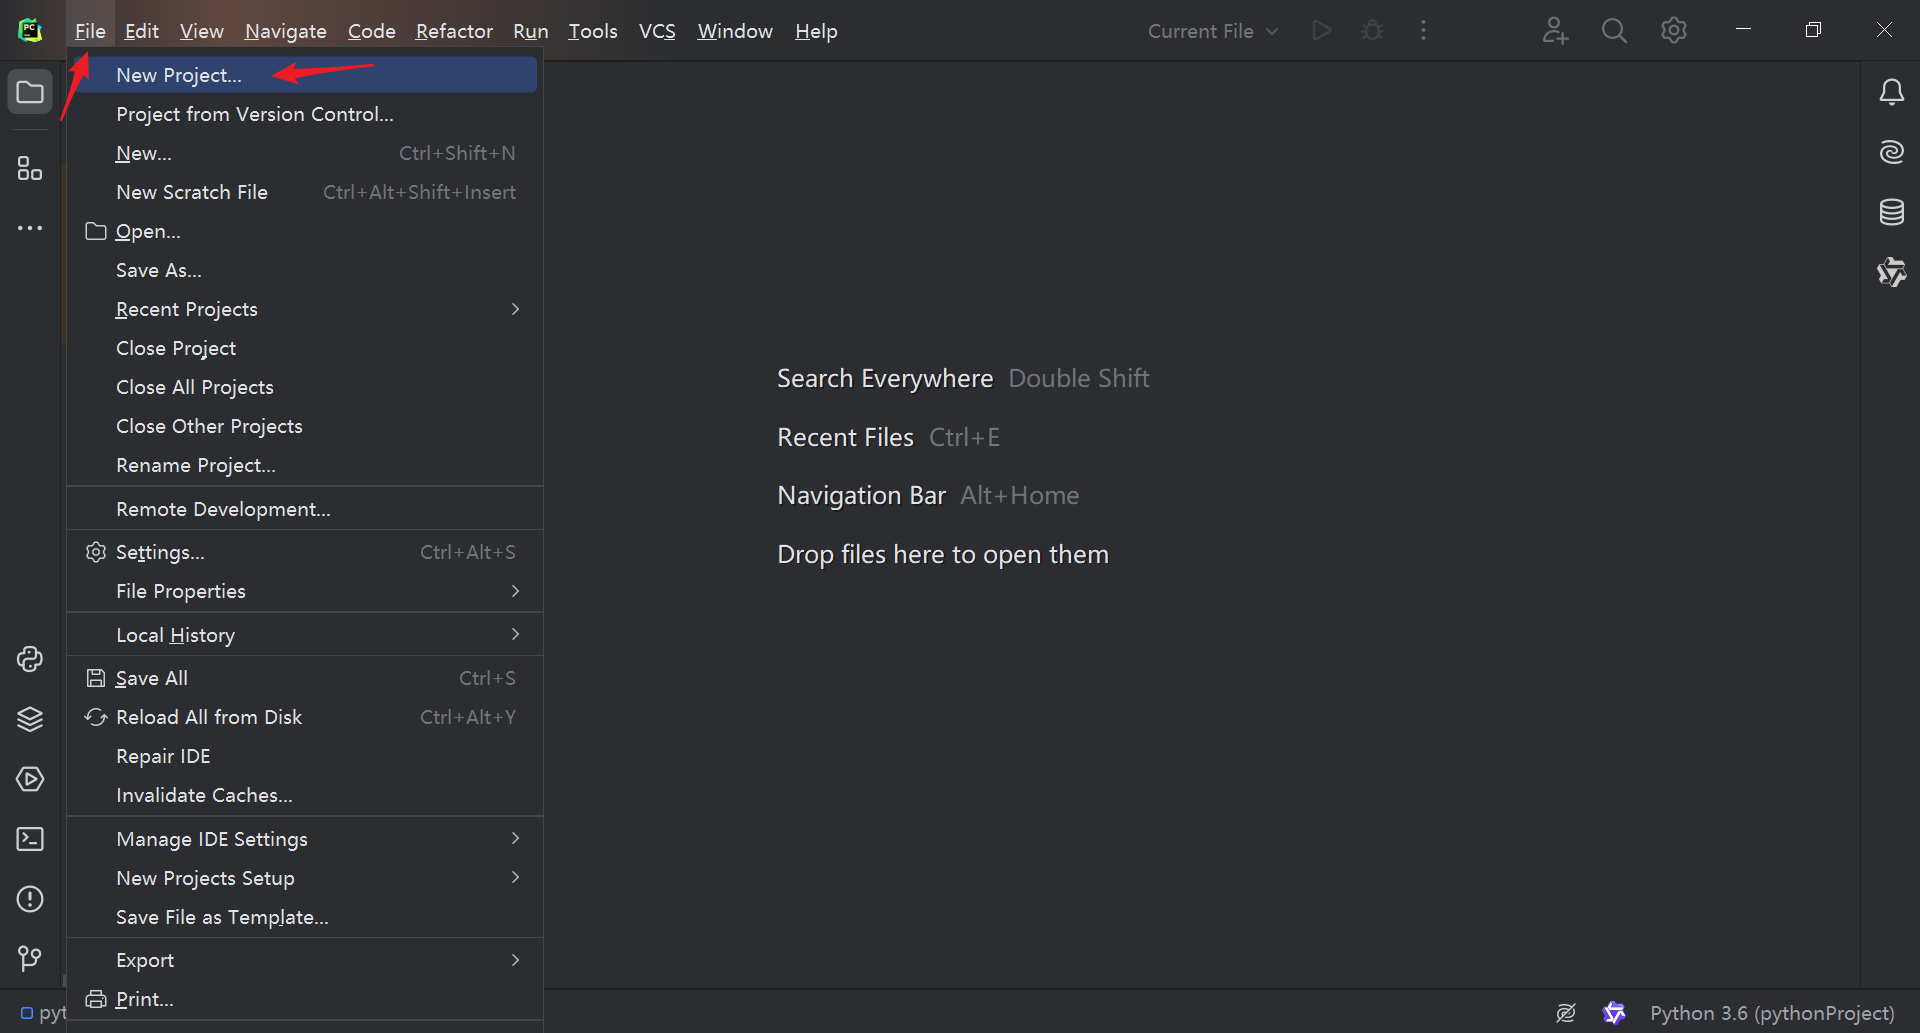 PC
File Edit View Navigate Code Refactor Run Tools VCS Window Help
Current File
New Project...
Project from Version Control...
New... Ctrl+Shift+N
New Scratch File Ctrl+Alt+Shift+Insert
Open...
Save As...
Recent Projects
Close Project
Close All Projects
Close Other Projects
Rename Project...
Remote Development...
Settings... Ctrl+Alt+S
File Properties
Local History
Save All Ctrl+S
Reload All from Disk Ctrl+Alt+Y
Repair IDE
Invalidate Caches...
Manage IDE Settings
New Projects Setup
Save File as Template...
Export
Print...
Search Everywhere Double Shift
Recent Files Ctrl+E
Navigation Bar Alt+Home
Drop files here to open them
pyt
Python 3.6 (pythonProject)